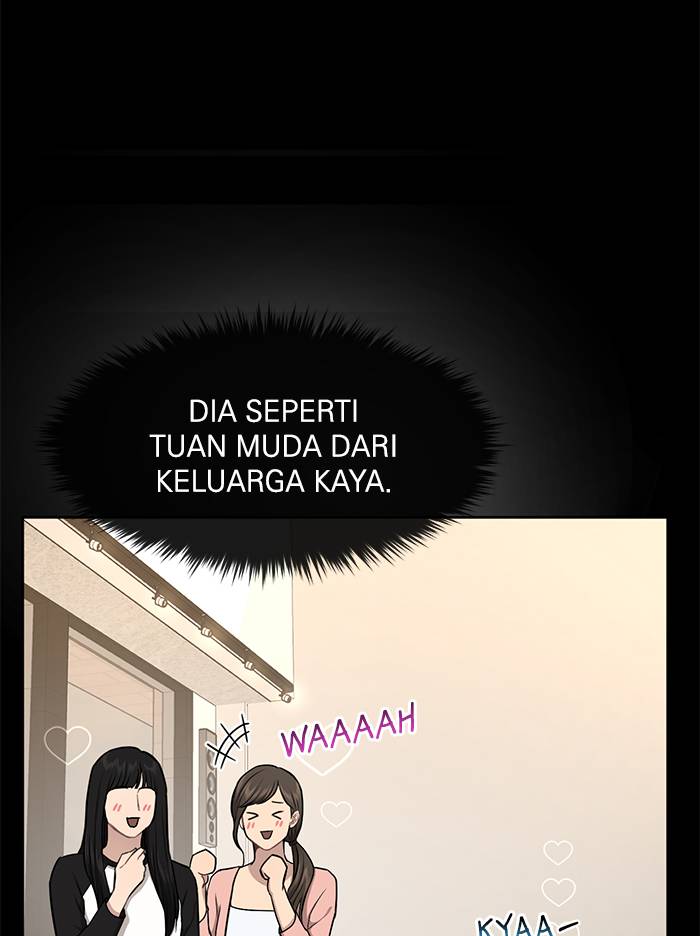 DIA SEPERTI
TUAN MUDA DARI
KELUARGA KAYA.
WAAAAH
KYAA-